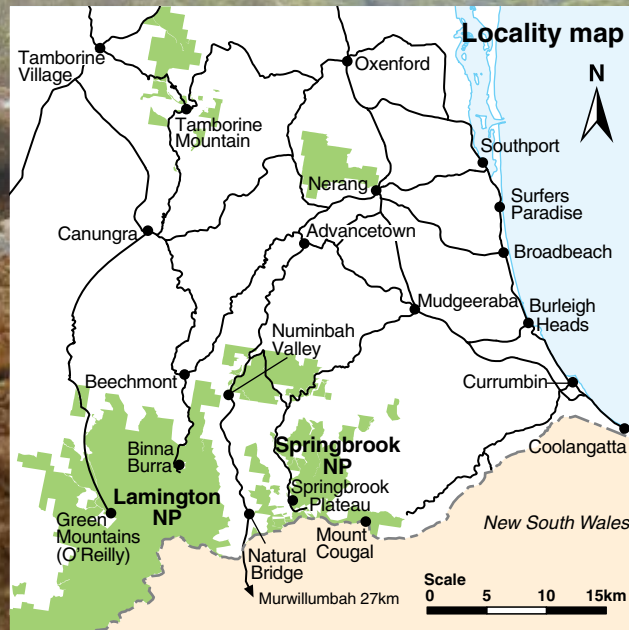 Locality map
N
Tamborine
Village
Oxenford
Tamborine
Mountain
Southport
Nerang
Surfers
Paradise
Canungra
Advancetown
Broadbeach
Mudgeeraba
Burleigh
Heads
Numinbah
Valley
Beechmont
Currumbin
Binna
Burra
Springbrook
NP
Coolangatta
Lamington
NP
Springbrook
Plateau
Green
Mountains
(O'Reilly)
Mount
Cougal
New South Wales
Natural
Bridge
Murwillumbah 27km
Scale
0 5 10 15km